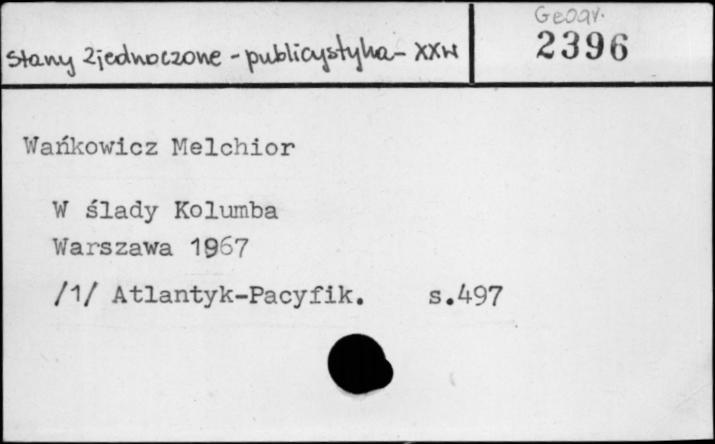 Geogr.
2396
Stany Zjednoczone - publicystyka - XXw
Wańkowicz Melchior
W ślady Kolumba
Warszawa 1967
/1/ Atlantyk-Pacyfik. s.497